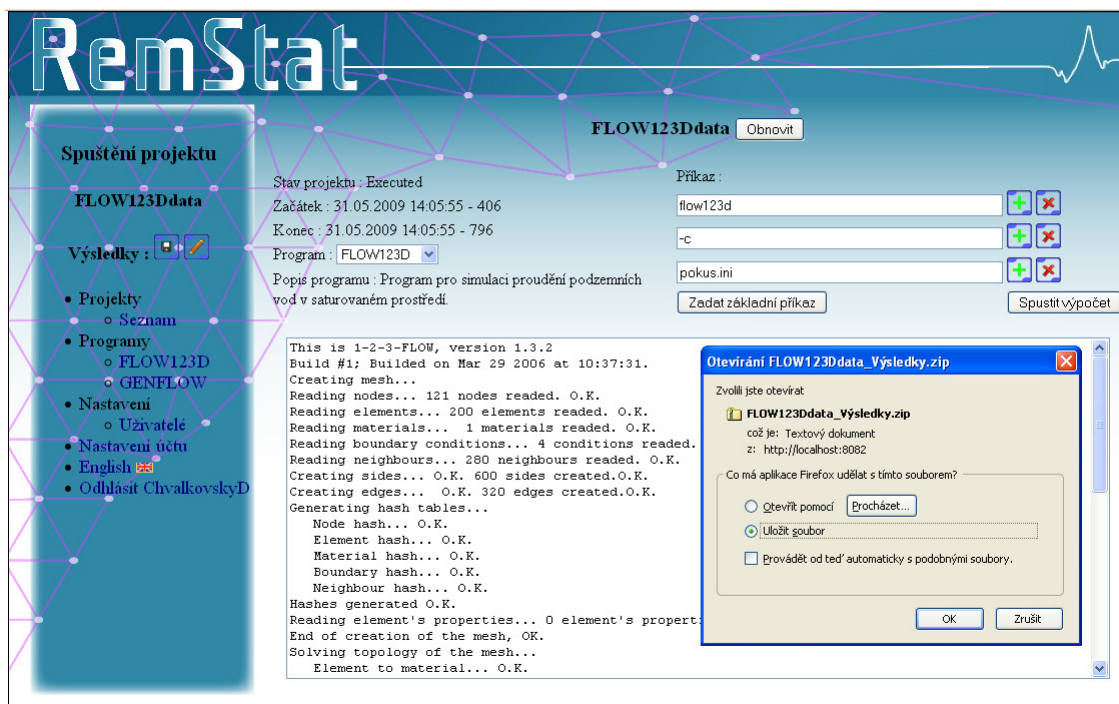 RemStat
Spuštění projektu
FLOW123Ddata
Výsledky :
Projekty
Seznam
Programy
FLOW123D
GENFLOW
Nastavení
Uživatelé
Nastavení účtu
English
Odhlásit ChvalkovskyD
FLOW123Ddata Obnovit
Stav projektu : Executed
Začátek : 31.05.2009 14:05:55 - 406
Konec : 31.05.2009 14:05:55 - 796
Program : FLOW123D
Popis programu : Program pro simulaci proudění podzemních
vod v saturovaném prostředí.
Příkaz :
flow123d
-c
pokus.ini
Zadat základní příkaz
Spustit výpočet
This is 1-2-3-FLOW, version 1.3.2
Build #1; Builded on Mar 29 2006 at 10:37:31.
Creating mesh...
Reading nodes... 121 nodes readed. O.K.
Reading elements... 200 elements readed. O.K.
Reading materials... 1 materials readed. O.K.
Reading boundary conditions... 4 conditions readed.
Reading neighbours... 280 neighbours readed. O.K.
Creating sides... O.K. 600 sides created.O.K.
Creating edges... O.K. 320 edges created.O.K.
Generating hash tables...
Node hash... O.K.
Element hash... O.K.
Material hash... O.K.
Boundary hash... O.K.
Neighbour hash... O.K.
Hashes generated O.K.
Reading element's properties... 0 element's propert
End of creation of the mesh, OK.
Solving topology of the mesh...
Element to material... O.K.
Otevírání FLOW123Ddata_Výsledky.zip
Zvolili jste otevírat
FLOW123Ddata_Výsledky.zip
což je: Textový dokument
z: http://localhost:8082
Co má aplikace Firefox udělat s tímto souborem?
Otevřít pomocí Procházet...
Uložit soubor
Provádět od teď automaticky s podobnými soubory.
OK Zrušit